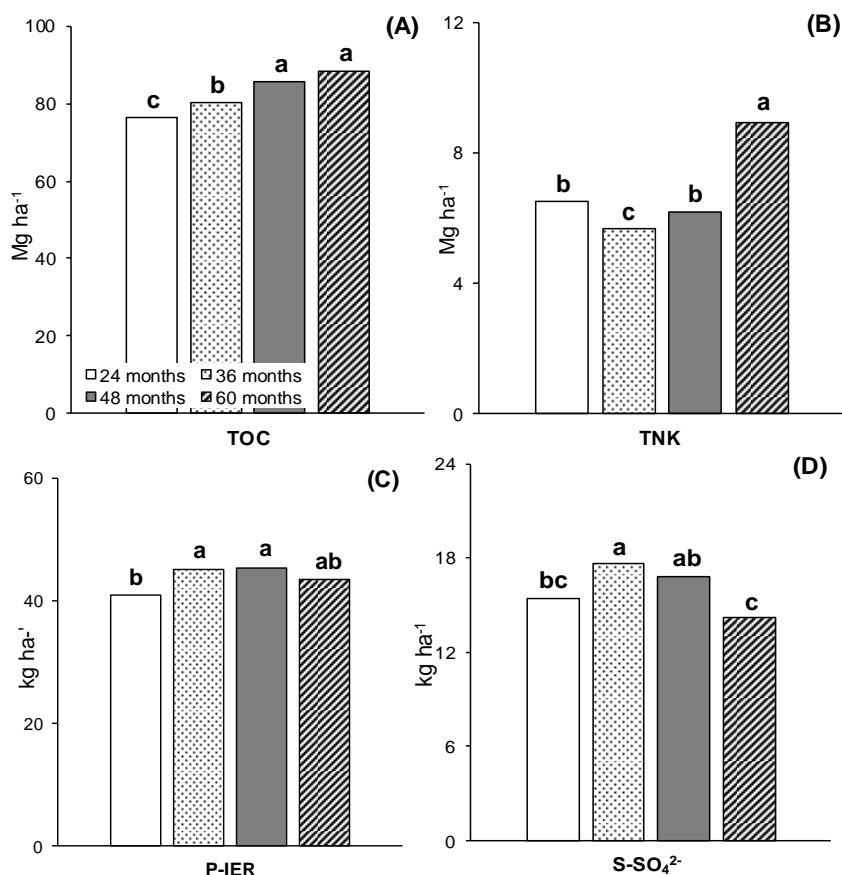 (A)
100
80
60
40
20
0
Mg ha⁻¹
c b a a
24 months 36 months
48 months 60 months
TOC
(B)
12
8
4
0
Mg ha⁻¹
b c b a
TNK
(C)
60
40
20
0
kg ha-'
b a a ab
P-IER
(D)
24
18
12
6
0
kg ha⁻¹
bc a ab c
S-SO₄²⁻